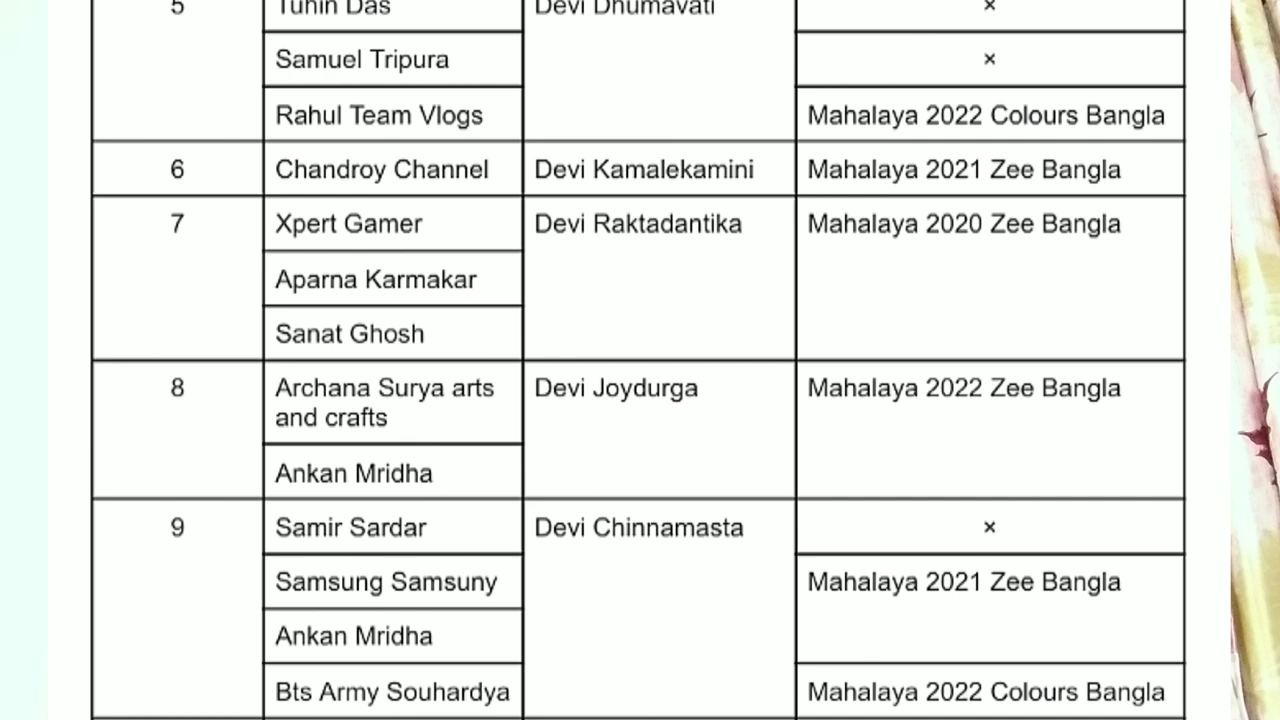 5 Tuhin Das Devi Dhumavati ×
Samuel Tripura ×
Rahul Team Vlogs Mahalaya 2022 Colours Bangla
6 Chandroy Channel Devi Kamalekamini Mahalaya 2021 Zee Bangla
7 Xpert Gamer Devi Raktadantika Mahalaya 2020 Zee Bangla
Aparna Karmakar
Sanat Ghosh
8 Archana Surya arts Devi Joydurga Mahalaya 2022 Zee Bangla
and crafts
Ankan Mridha
9 Samir Sardar Devi Chinnamasta ×
Samsung Samsuny Mahalaya 2021 Zee Bangla
Ankan Mridha
Bts Army Souhardya Mahalaya 2022 Colours Bangla